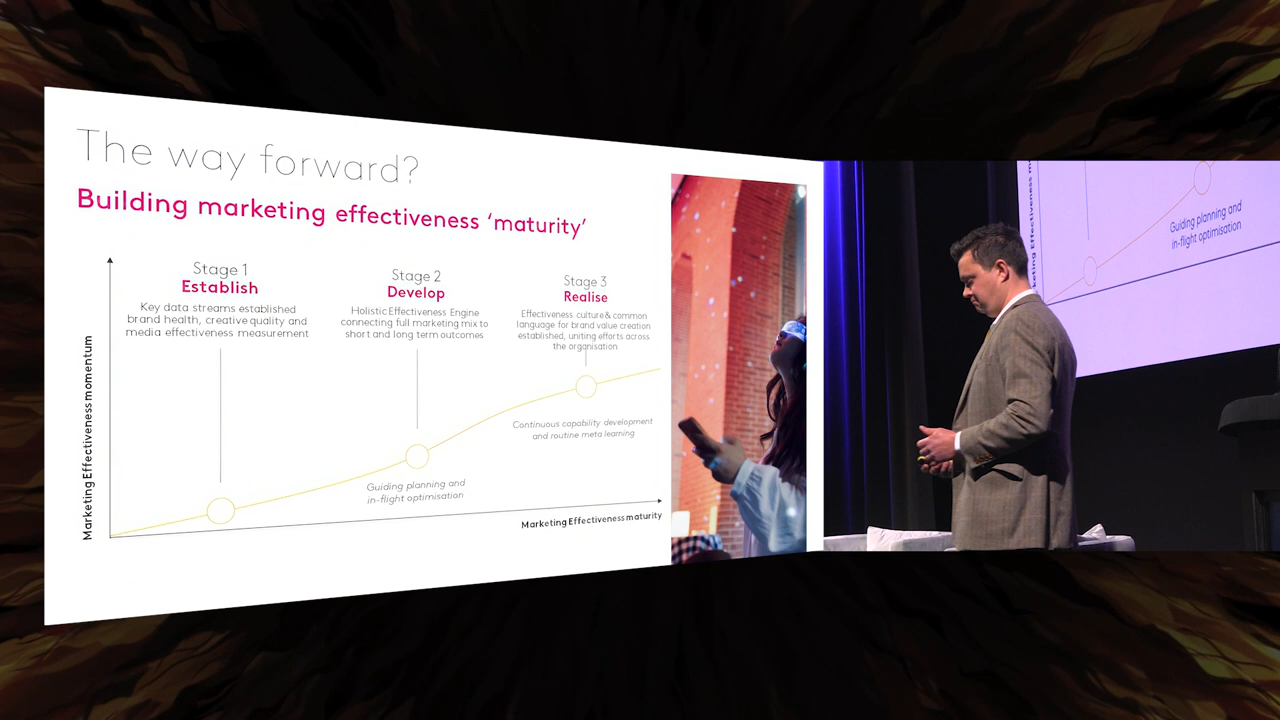 The way forward?
Building marketing effectiveness ‘maturity’
Stage 1
Establish
Key data streams established
brand health, creative quality and
media effectiveness measurement
Stage 2
Develop
Holistic Effectiveness Engine
connecting full marketing mix to
short and long term outcomes
Stage 3
Realise
Effectiveness culture & common
language for brand value creation
established, uniting efforts across
the organisation
Marketing Effectiveness momentum
Continuous capability development
and routine meta learning
Guiding planning and
in-flight optimisation
Marketing Effectiveness maturity
Guiding planning and
in-flight optimisation